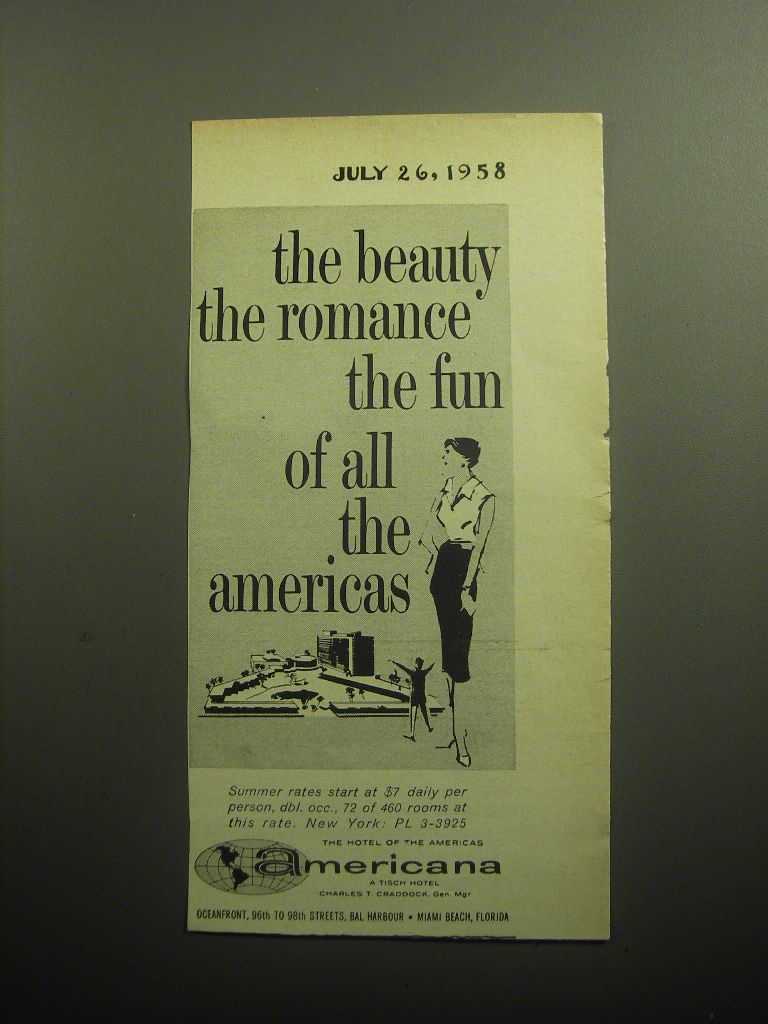 JULY 26, 1958
the beauty
the romance
the fun
of all
the
americas
Summer rates start at $7 daily per
person, dbl. occ., 72 of 460 rooms at
this rate. New York: PL 3-3925
THE HOTEL OF THE AMERICAS
americana
A TISCH HOTEL
CHARLES T. CRADDOCK, Gen. Mgr
OCEANFRONT, 96th TO 98th STREETS, BAL HARBOUR • MIAMI BEACH, FLORIDA